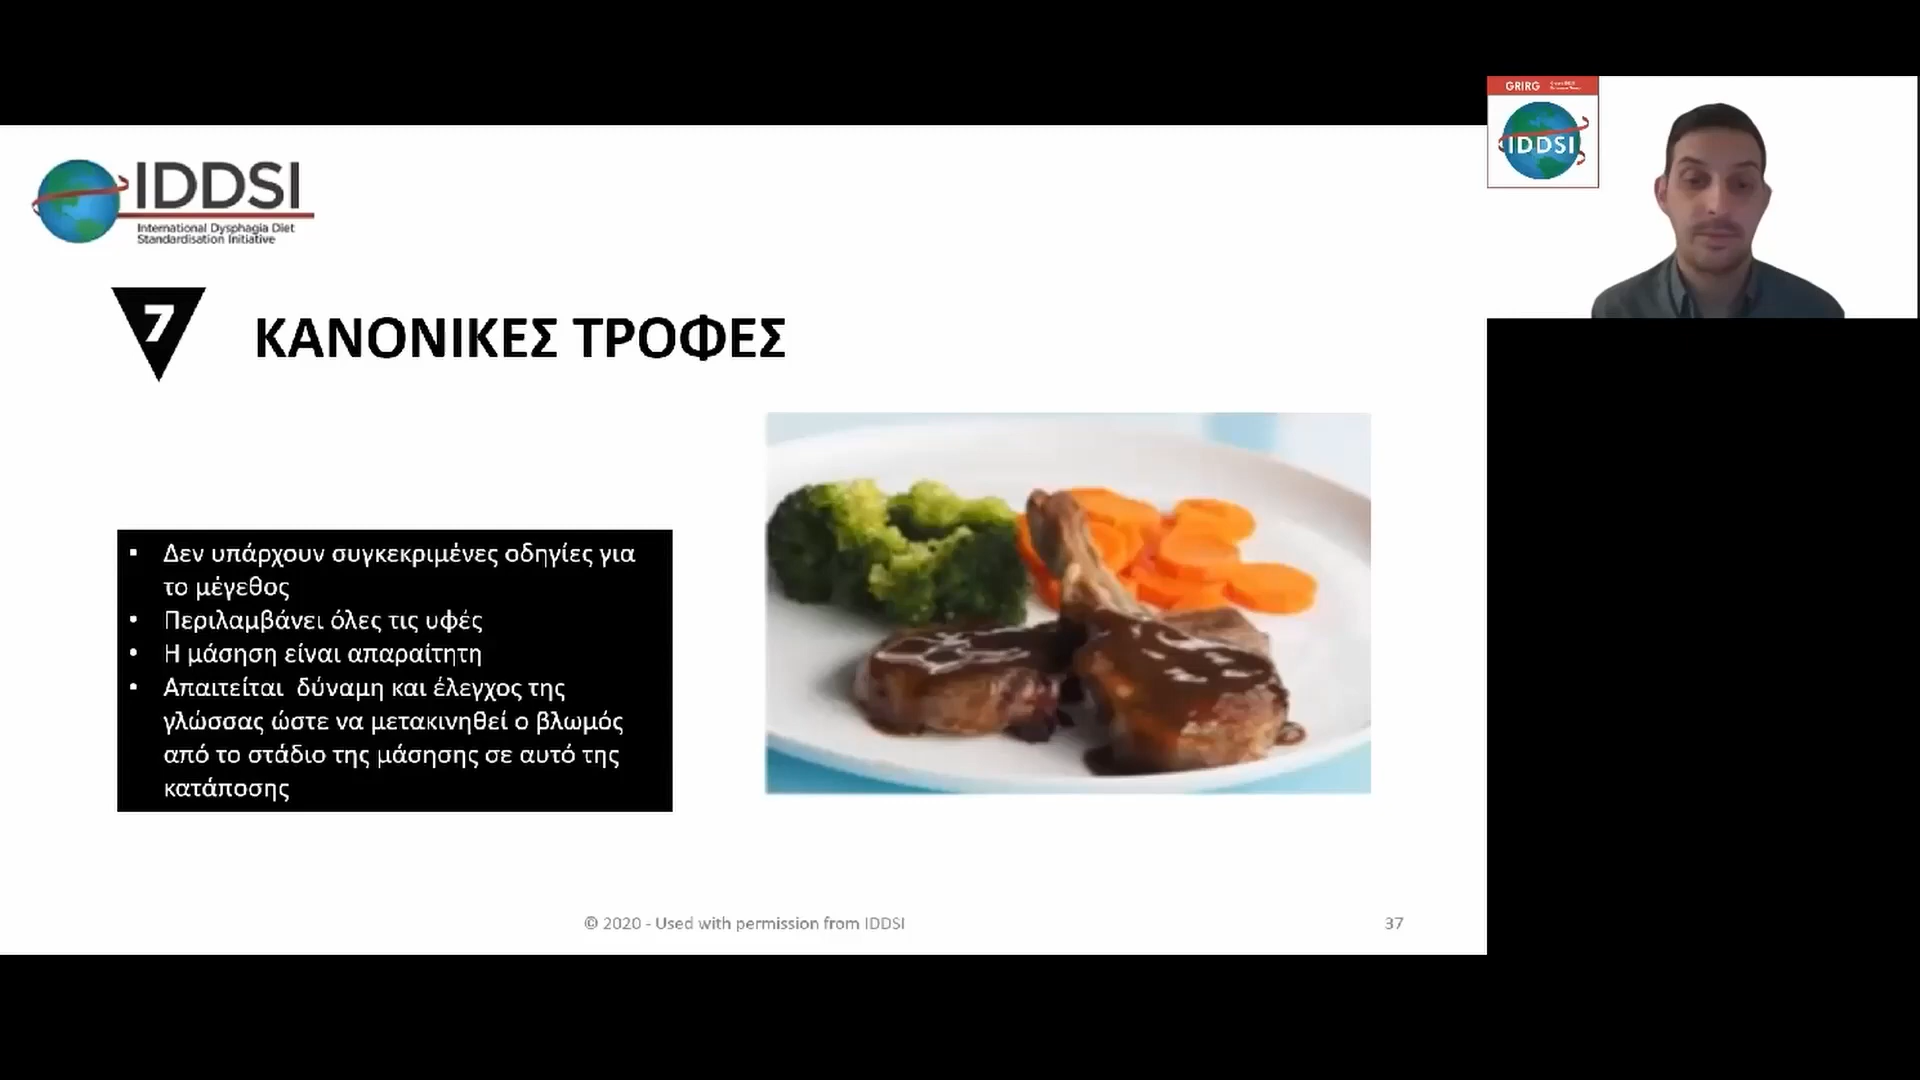 IDDSI
International Dysphagia Diet
Standardisation Initiative
7
ΚΑΝΟΝΙΚΕΣ ΤΡΟΦΕΣ
• Δεν υπάρχουν συγκεκριμένες οδηγίες για
το μέγεθος
• Περιλαμβάνει όλες τις υφές
• Η μάσηση είναι απαραίτητη
• Απαιτείται δύναμη και έλεγχος της
γλώσσας ώστε να μετακινηθεί ο βλωμός
από το στάδιο της μάσησης σε αυτό της
κατάποσης
© 2020 - Used with permission from IDDSI
37
GRIRG
IDDSI